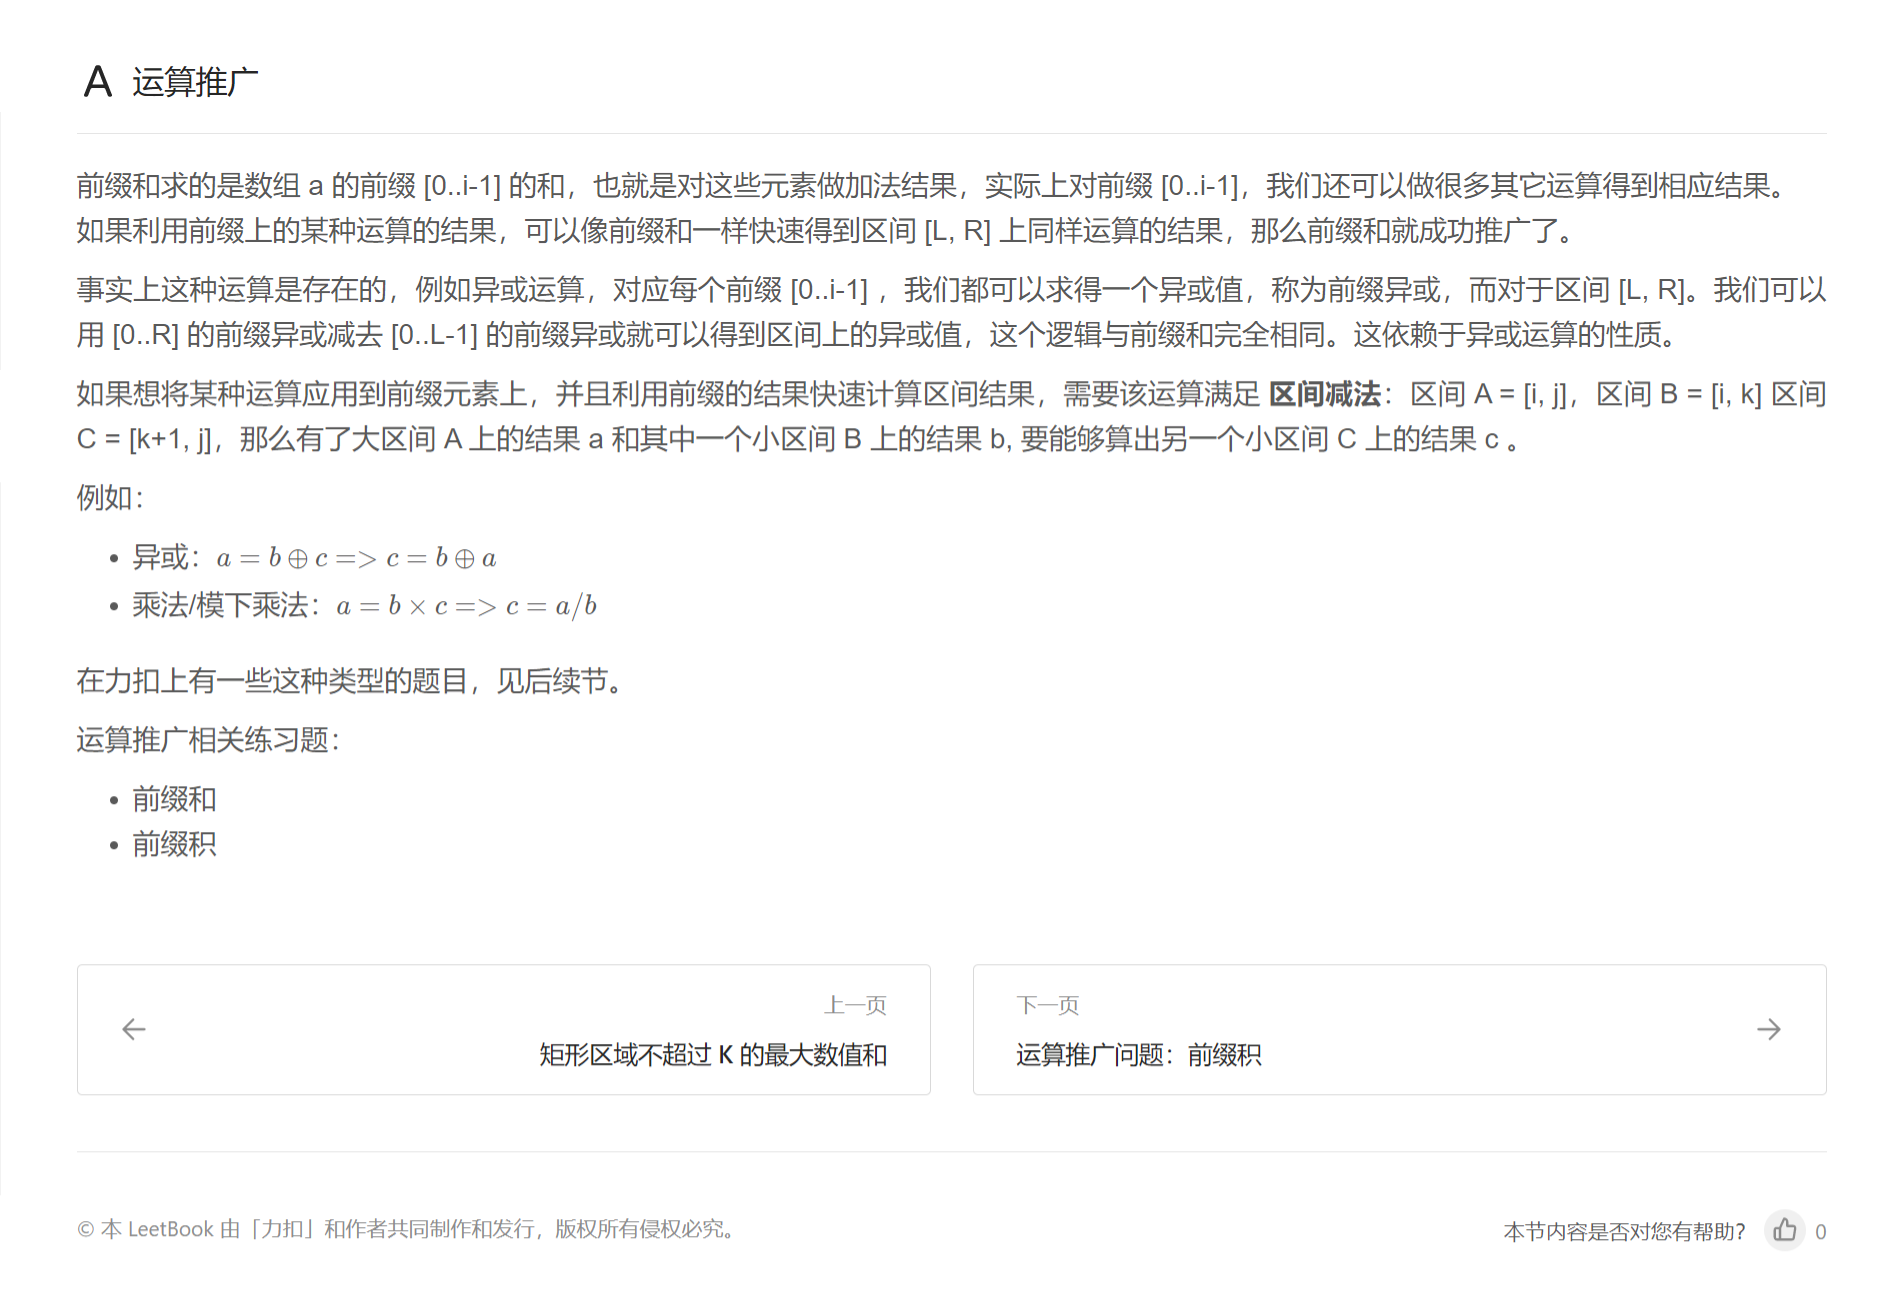 运算推广
前缀和求的是数组 a 的前缀 [0..i-1] 的和，也就是对这些元素做加法结果，实际上对前缀 [0..i-1]，我们还可以做很多其它运算得到相应结果。
如果利用前缀上的某种运算的结果，可以像前缀和一样快速得到区间 [L, R] 上同样运算的结果，那么前缀和就成功推广了。
事实上这种运算是存在的，例如异或运算，对应每个前缀 [0..i-1] ，我们都可以求得一个异或值，称为前缀异或，而对于区间 [L, R]。我们可以
用 [0..R] 的前缀异或减去 [0..L-1] 的前缀异或就可以得到区间上的异或值，这个逻辑与前缀和完全相同。这依赖于异或运算的性质。
如果想将某种运算应用到前缀元素上，并且利用前缀的结果快速计算区间结果，需要该运算满足 区间减法：区间 A = [i, j]，区间 B = [i, k] 区间
C = [k+1, j]，那么有了大区间 A 上的结果 a 和其中一个小区间 B 上的结果 b, 要能够算出另一个小区间 C 上的结果 c 。
例如：
• 异或：a = b ⊕ c => c = b ⊕ a
• 乘法/模下乘法：a = b × c => c = a/b
在力扣上有一些这种类型的题目，见后续节。
运算推广相关练习题：
• 前缀和
• 前缀积
上一页
矩形区域不超过 K 的最大数值和
下一页
运算推广问题：前缀积
© 本 LeetBook 由「力扣」和作者共同制作和发行，版权所有侵权必究。
本节内容是否对您有帮助？ 0